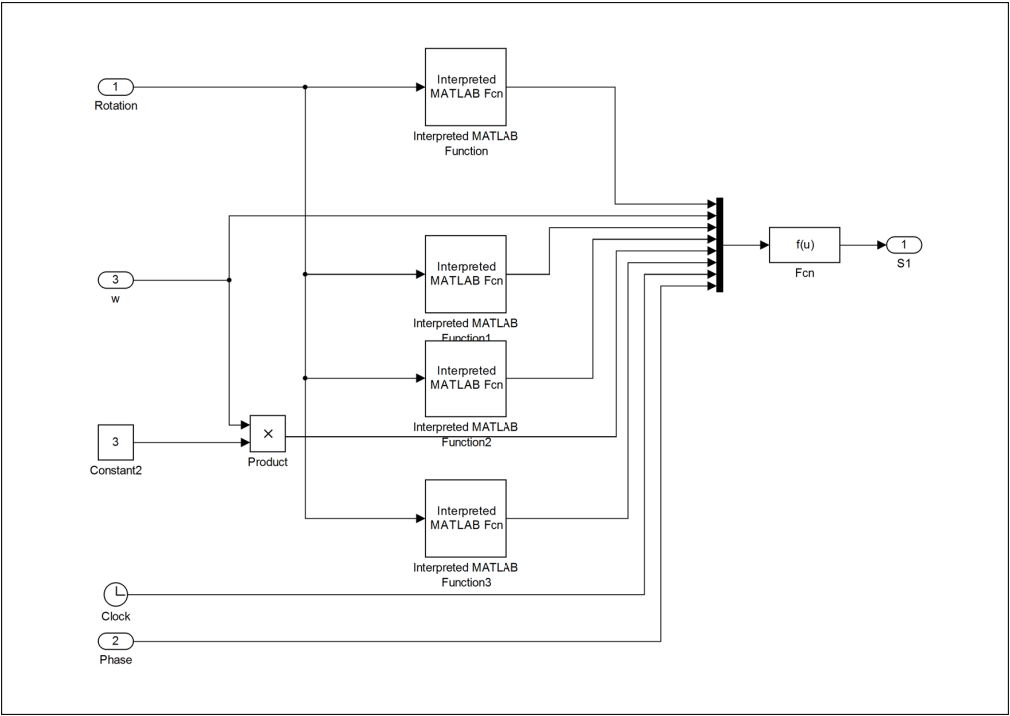 Interpreted
MATLAB Fcn
Interpreted MATLAB
Function
1
Rotation
Interpreted
MATLAB Fcn
Interpreted MATLAB
Function1
f(u)
Fcn
1
S1
3
w
Interpreted
MATLAB Fcn
Interpreted MATLAB
Function2
3
Constant2
×
Product
Interpreted
MATLAB Fcn
Interpreted MATLAB
Function3
Clock
2
Phase